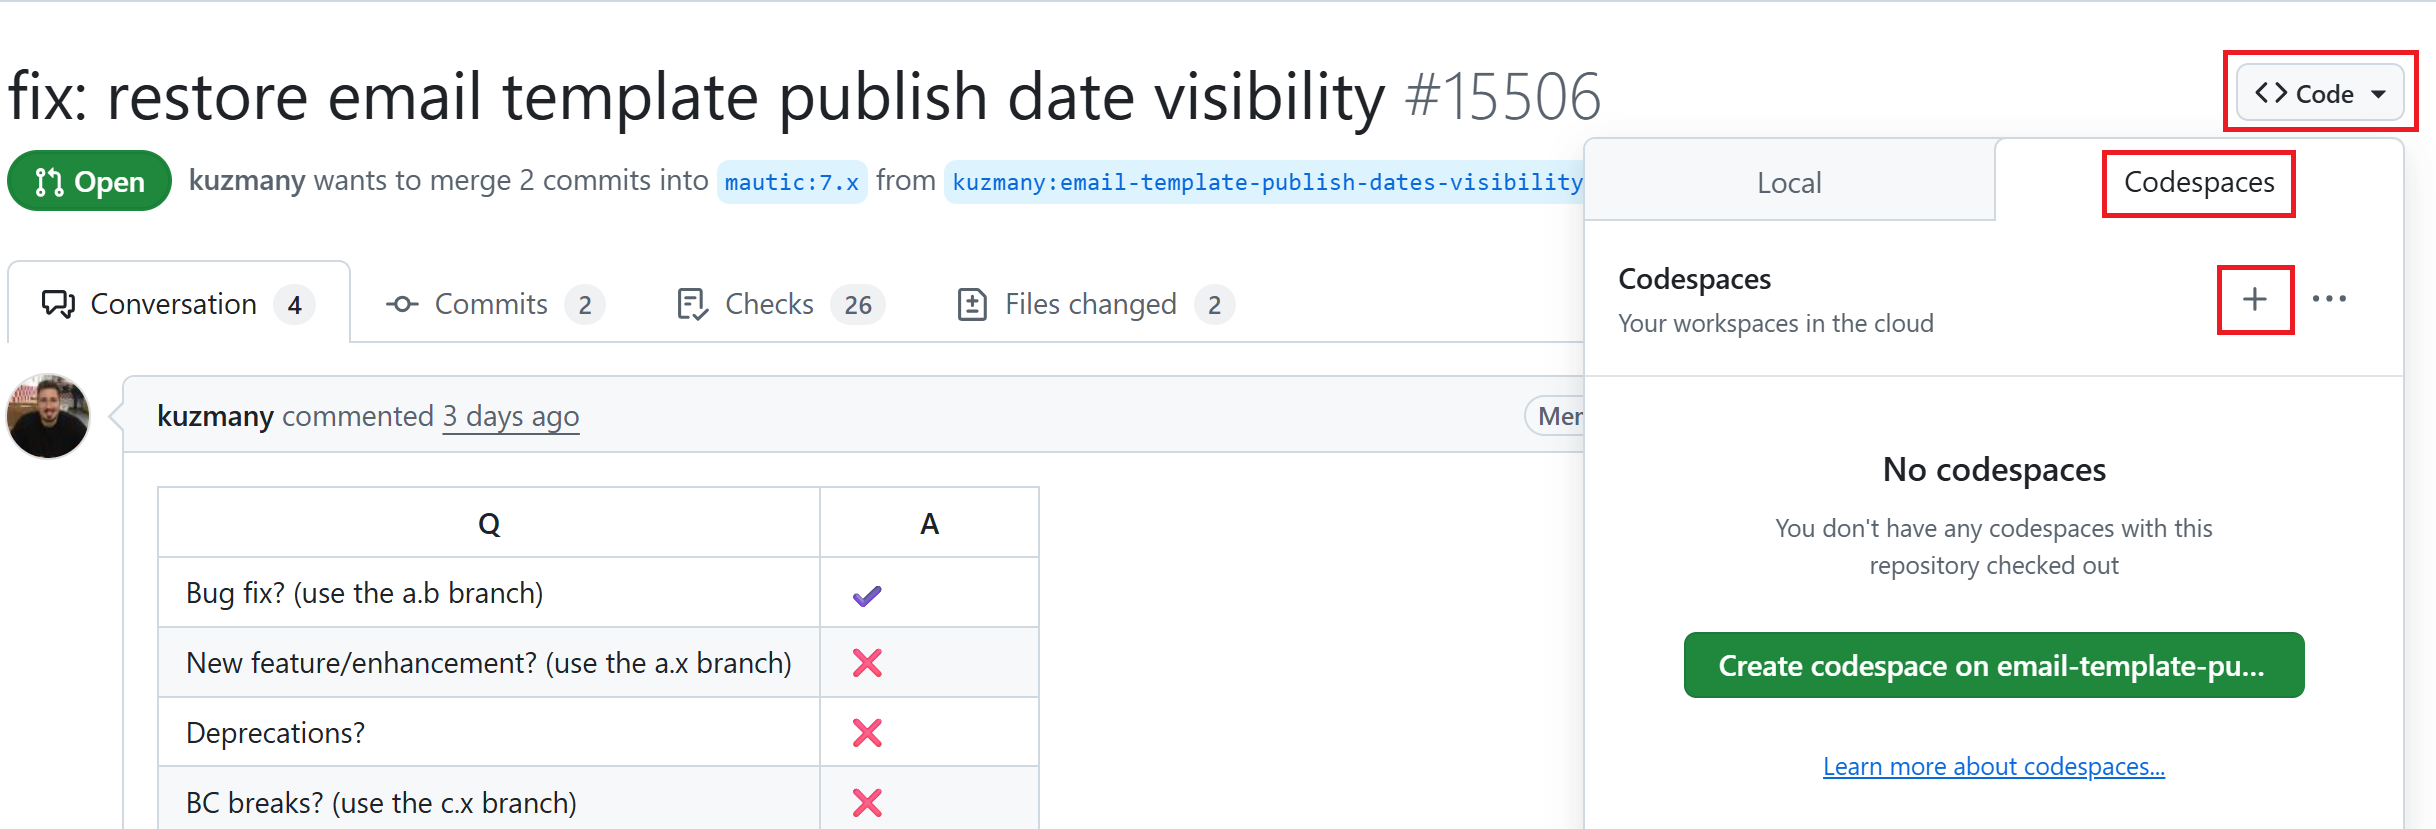 fix: restore email template publish date visibility #15506
Code
Open
kuzmany wants to merge 2 commits into mautic:7.x from kuzmany:email-template-publish-dates-visibility
Local
Codespaces
Conversation 4
Commits 2
Checks 26
Files changed 2
Codespaces
Your workspaces in the cloud
kuzmany commented 3 days ago
No codespaces
You don't have any codespaces with this
repository checked out
Create codespace on email-template-pu...
Learn more about codespaces...
Q A
Bug fix? (use the a.b branch)
New feature/enhancement? (use the a.x branch)
Deprecations?
BC breaks? (use the c.x branch)